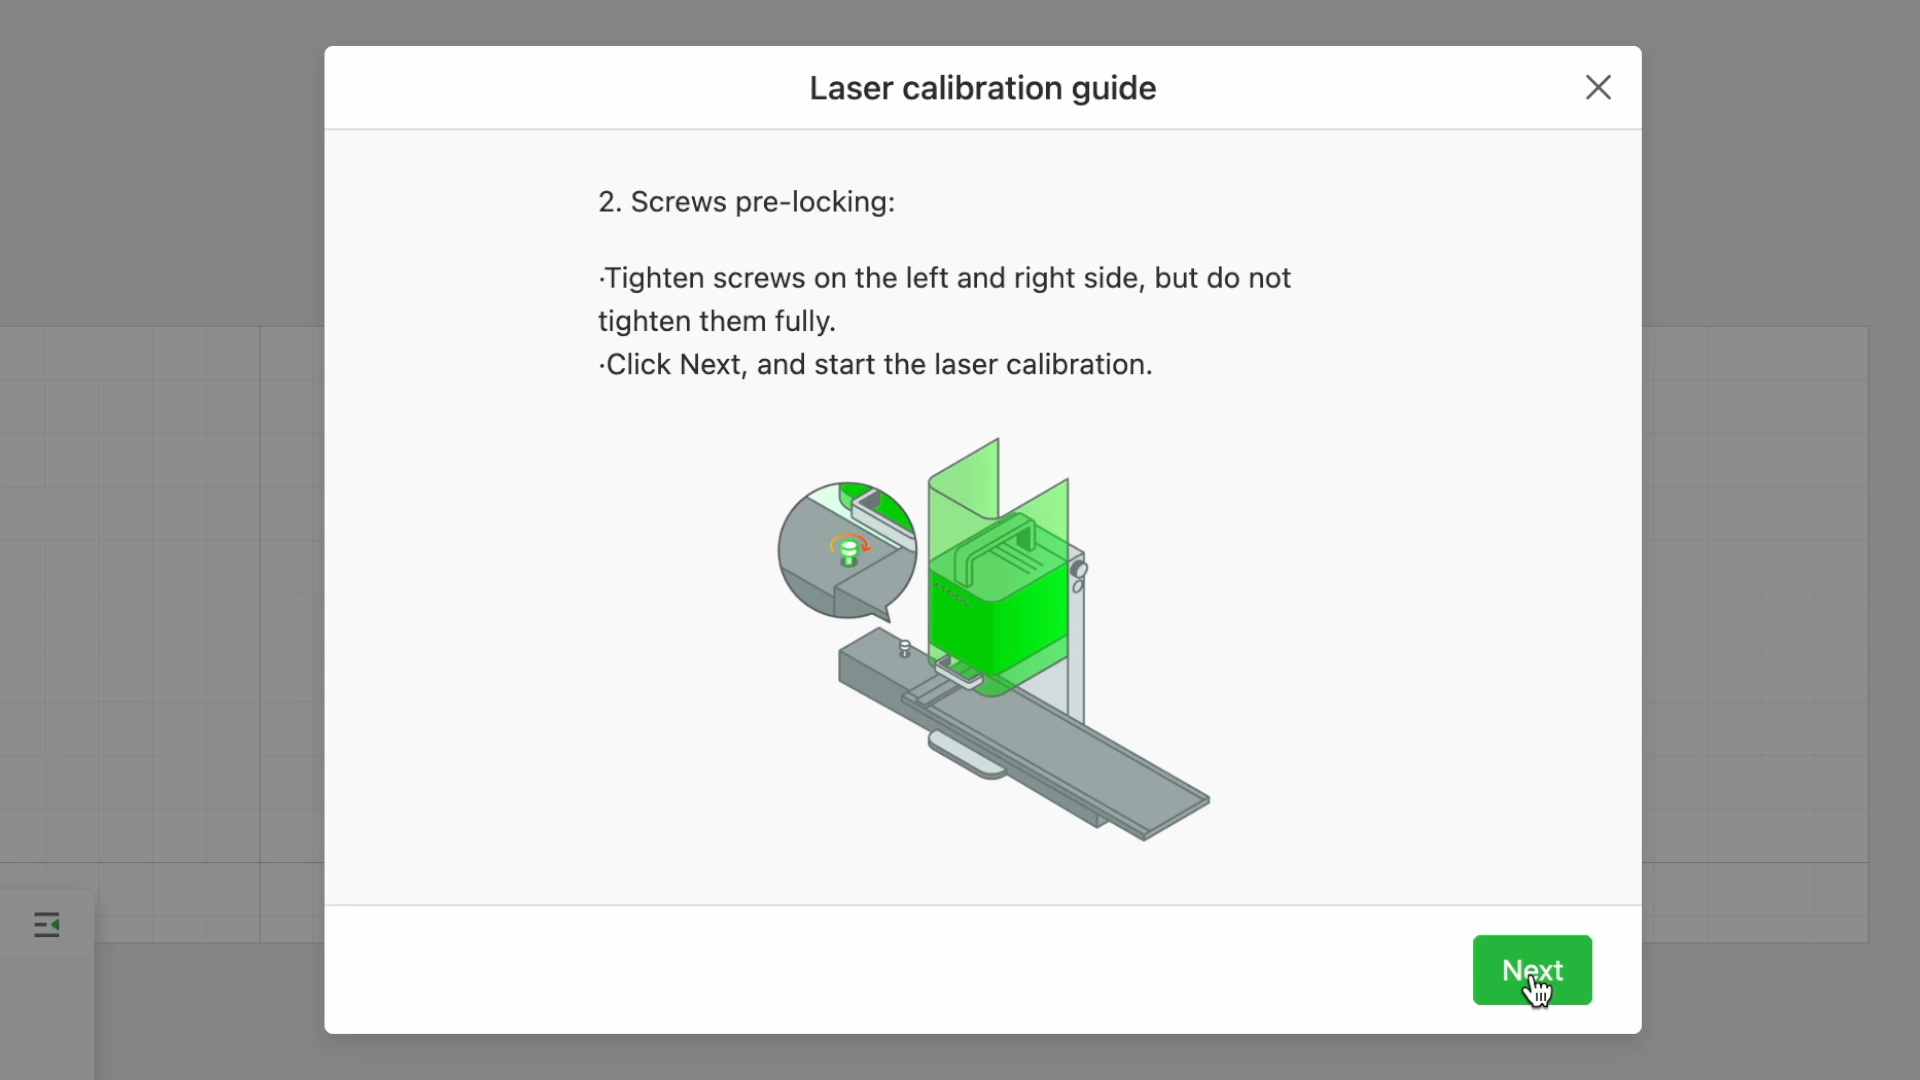 Laser calibration guide
2. Screws pre-locking:
·Tighten screws on the left and right side, but do not
tighten them fully.
·Click Next, and start the laser calibration.
Next